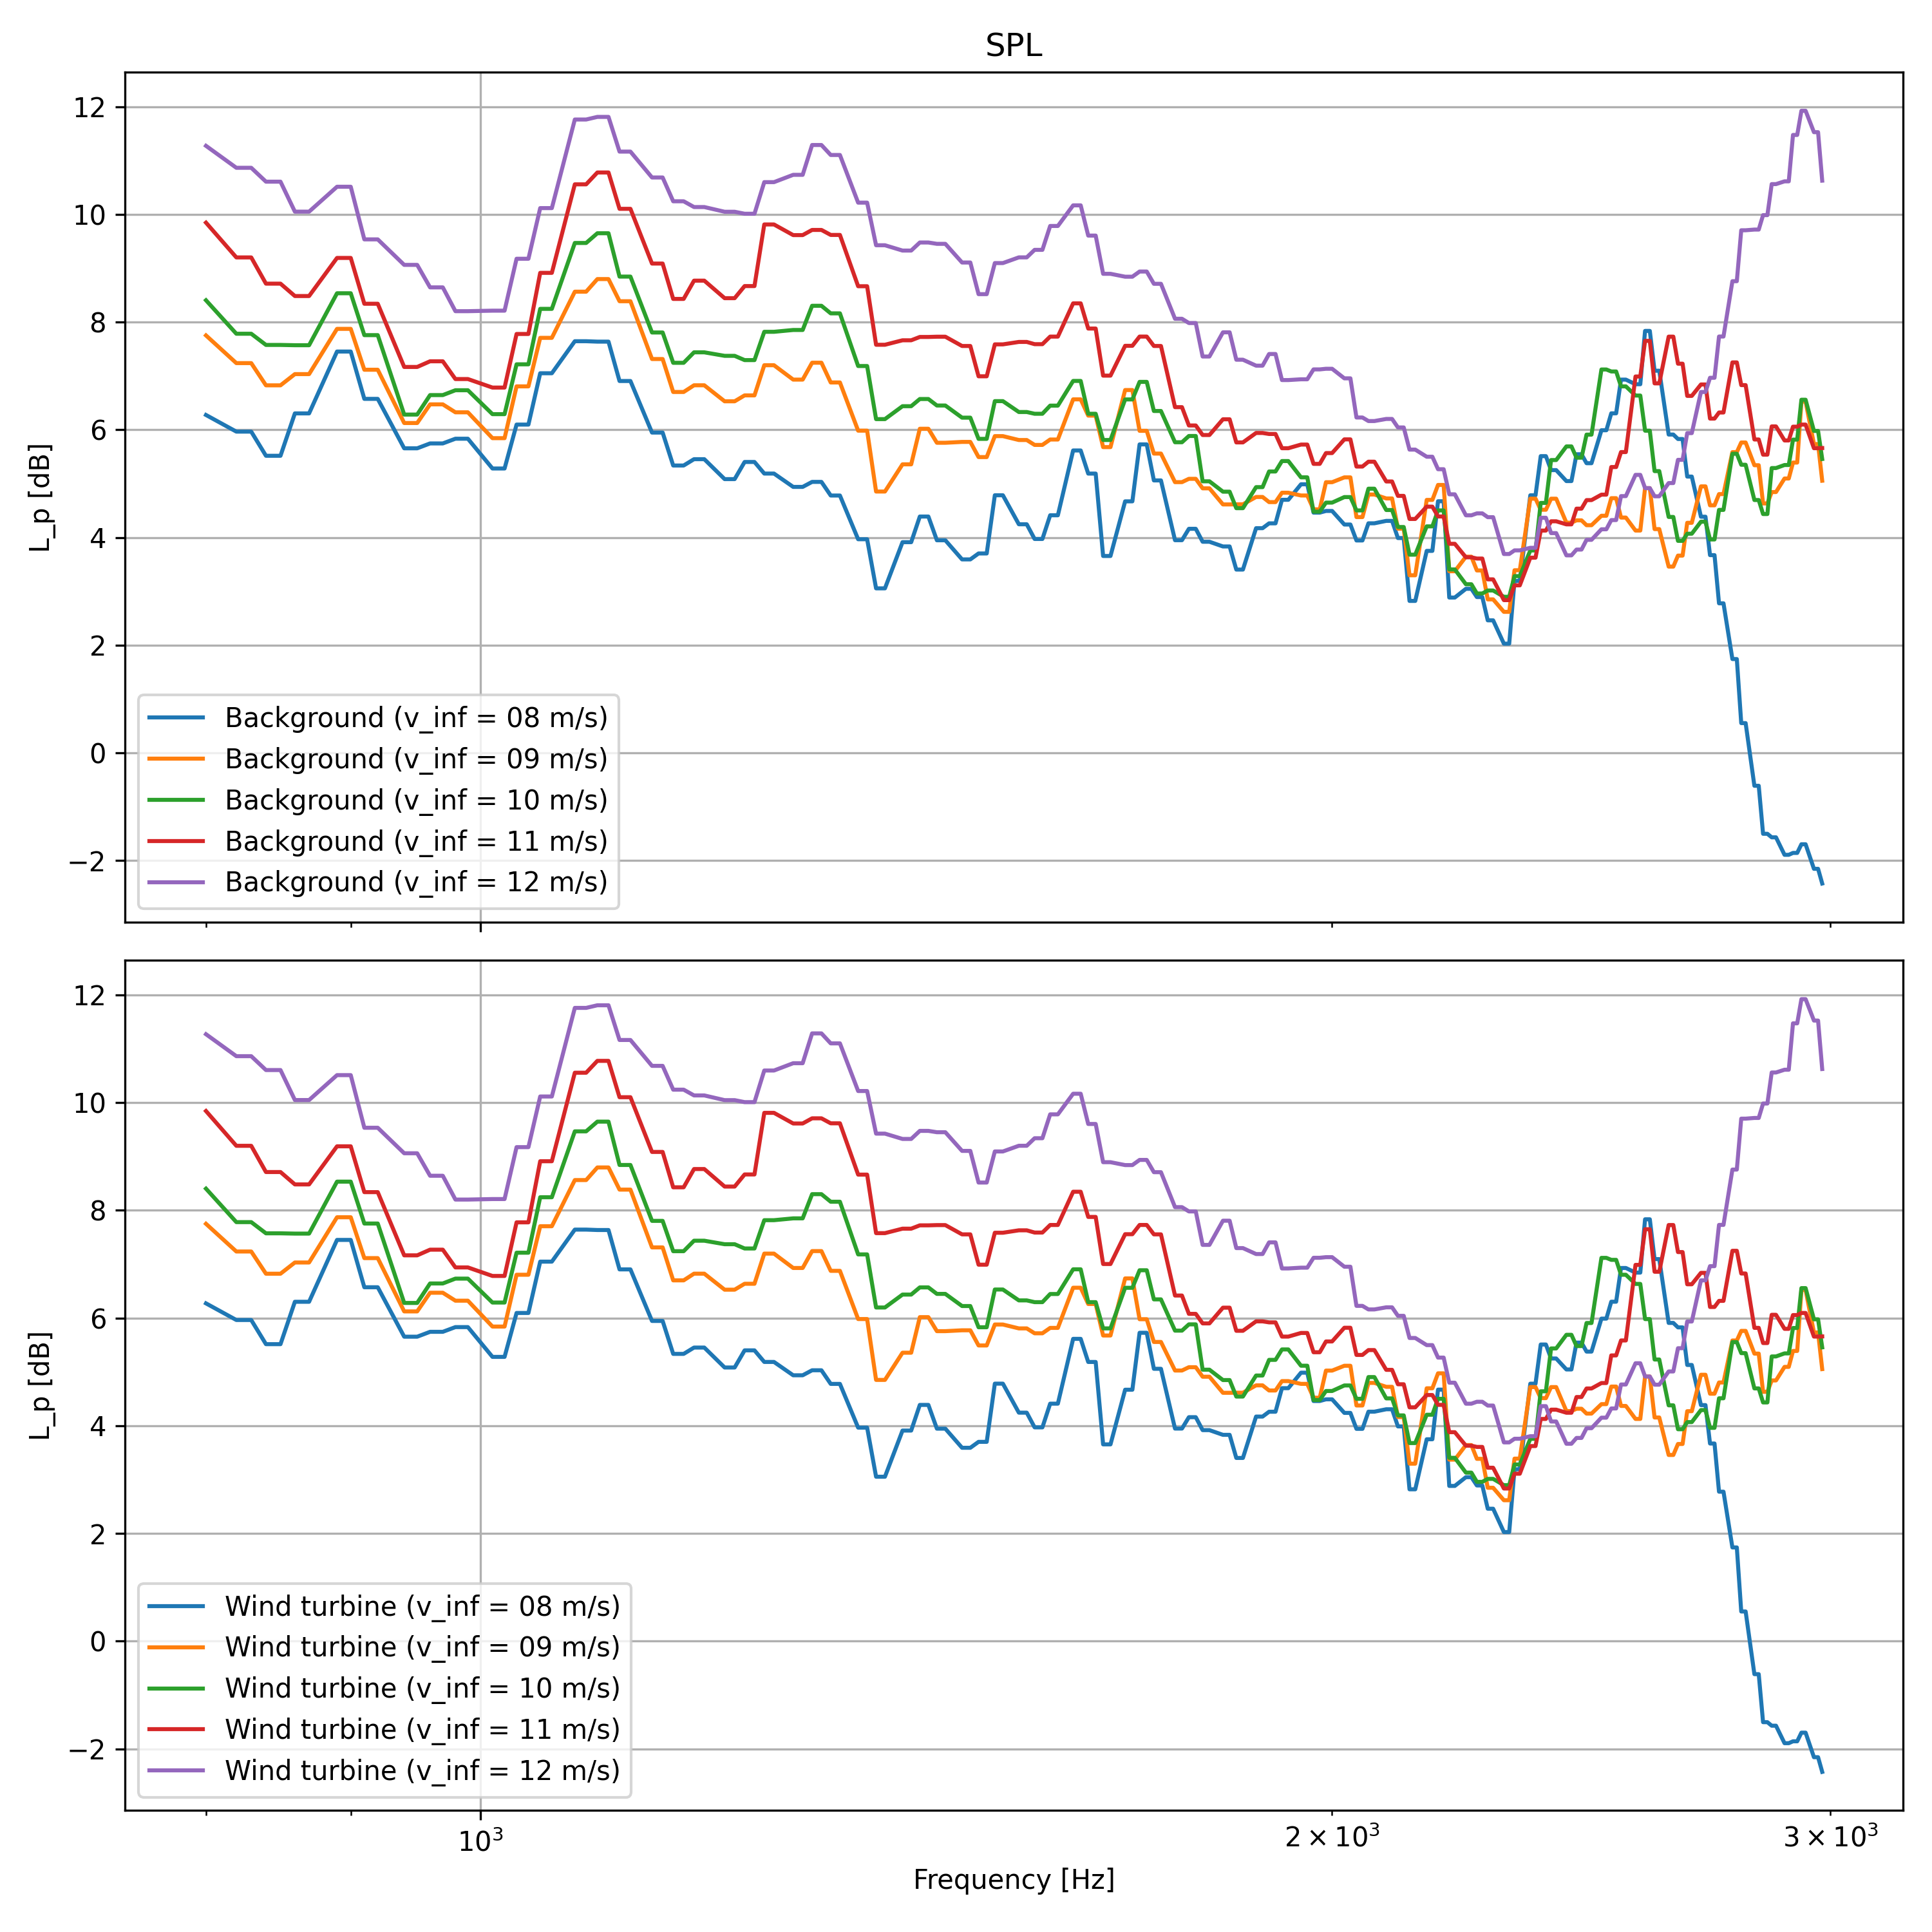 SPL
12
10
8
6
4
2
0
−2
L_p [dB]
Background (v_inf = 08 m/s)
Background (v_inf = 09 m/s)
Background (v_inf = 10 m/s)
Background (v_inf = 11 m/s)
Background (v_inf = 12 m/s)
12
10
8
6
4
2
0
−2
L_p [dB]
Wind turbine (v_inf = 08 m/s)
Wind turbine (v_inf = 09 m/s)
Wind turbine (v_inf = 10 m/s)
Wind turbine (v_inf = 11 m/s)
Wind turbine (v_inf = 12 m/s)
10³ 2 × 10³ 3 × 10³
Frequency [Hz]